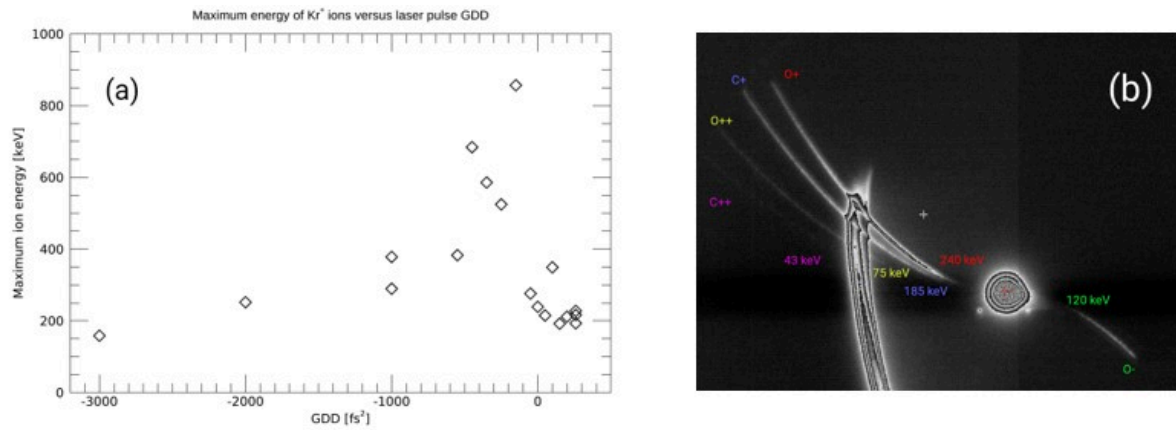 Maximum energy of Kr⁺ ions versus laser pulse GDD
1000
800
600
400
200
0
Maximum ion energy [keV]
(a)
-3000
-2000
-1000
0
GDD [fs²]
(b)
C+
O+
O++
C++
43 keV
75 keV
240 keV
185 keV
120 keV
O-